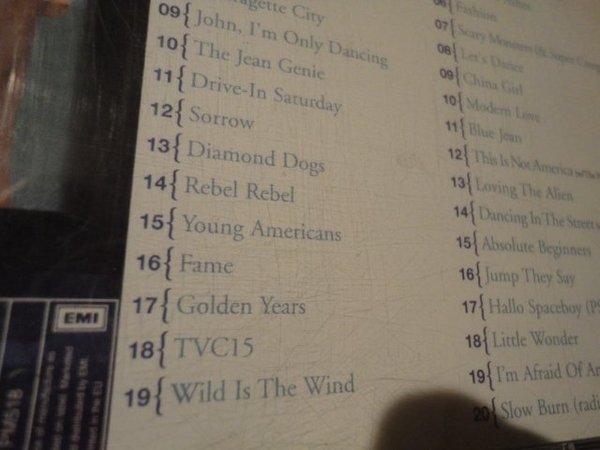 09{ John, I'm Only Dancing
10{ The Jean Genie
11{ Drive-In Saturday
12{ Sorrow
13{ Diamond Dogs
14{ Rebel Rebel
15{ Young Americans
16{ Fame
17{ Golden Years
18{ TVC15
19{ Wild Is The Wind
06{ Fashion
07{ Scary Monsters (& Super
08{ Let's Dance
09{ China Girl
10{ Modern Love
11{ Blue Jean
12{ This Is Not America
13{ Loving The Alien
14{ Dancing In The Street
15{ Absolute Beginners
16{ Jump They Say
17{ Hallo Spaceboy
18{ Little Wonder
19{ I'm Afraid Of
20{ Slow Burn
EMI